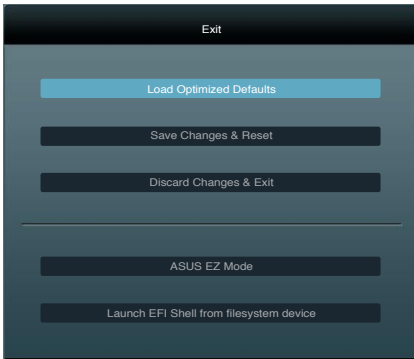 Exit
Load Optimized Defaults
Save Changes & Reset
Discard Changes & Exit
ASUS EZ Mode
Launch EFI Shell from filesystem device